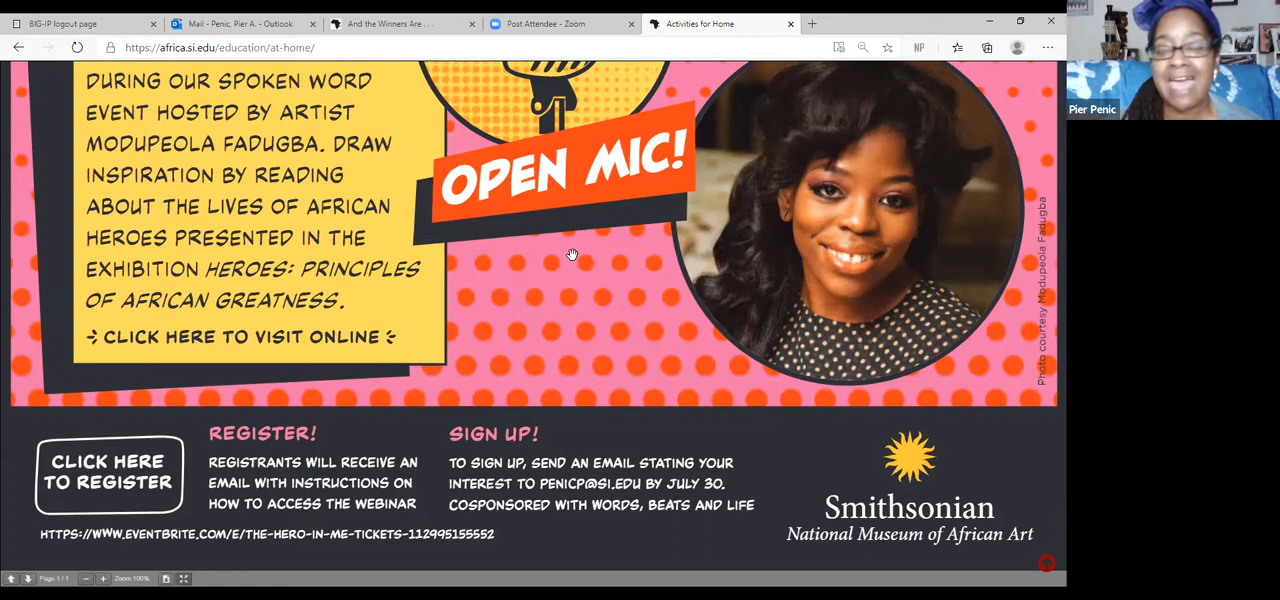 BIG-IP logout page
Mail - Penic, Pier A. - Outlook
And the Winners Are . . .
Post Attendee - Zoom
Activities for Home
https://africa.si.edu/education/at-home/
NP
Pier Penic
DURING OUR SPOKEN WORD
EVENT HOSTED BY ARTIST
MODUPEOLA FADUGBA. DRAW
INSPIRATION BY READING
ABOUT THE LIVES OF AFRICAN
HEROES PRESENTED IN THE
EXHIBITION HEROES: PRINCIPLES
OF AFRICAN GREATNESS.
CLICK HERE TO VISIT ONLINE
OPEN MIC!
Photo courtesy Modupeola Fadugba
CLICK HERE
TO REGISTER
REGISTER!
REGISTRANTS WILL RECEIVE AN
EMAIL WITH INSTRUCTIONS ON
HOW TO ACCESS THE WEBINAR
SIGN UP!
TO SIGN UP, SEND AN EMAIL STATING YOUR
INTEREST TO PENICP@SI.EDU BY JULY 30.
COSPONSORED WITH WORDS, BEATS AND LIFE
HTTPS://WWW.EVENTBRITE.COM/E/THE-HERO-IN-ME-TICKETS-112995155552
Smithsonian
National Museum of African Art
Page 1 / 1
Zoom 100%